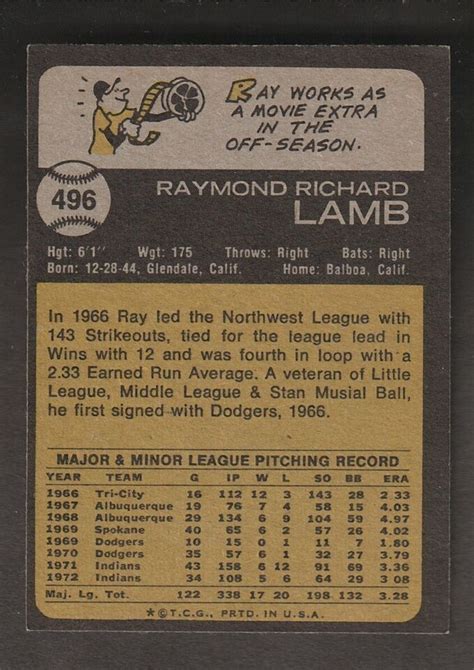 RAY WORKS AS
A MOVIE EXTRA
IN THE
OFF-SEASON.
496
RAYMOND RICHARD
LAMB
Hgt: 6'1" Wgt: 175 Throws: Right Bats: Right
Born: 12-28-44, Glendale, Calif. Home: Balboa, Calif.
In 1966 Ray led the Northwest League with
143 Strikeouts, tied for the league lead in
Wins with 12 and was fourth in loop with a
2.33 Earned Run Average. A veteran of Little
League, Middle League & Stan Musial Ball,
he first signed with Dodgers, 1966.
MAJOR & MINOR LEAGUE PITCHING RECORD
YEAR TEAM G IP W L SO BB ERA
1966 Tri-City 16 112 12 3 143 28 2.33
1967 Albuquerque 19 76 7 4 58 15 4.03
1968 Albuquerque 29 134 6 9 104 59 4.97
1969 Spokane 40 65 6 2 57 26 4.02
1969 Dodgers 10 15 0 1 11 7 1.80
1970 Dodgers 35 57 6 1 32 27 3.79
1971 Indians 43 158 6 12 91 69 3.36
1972 Indians 34 108 5 6 64 29 3.08
Maj. Lg. Tot. 122 338 17 20 198 132 3.28
*©T.C.G., PRTD. IN U.S.A.